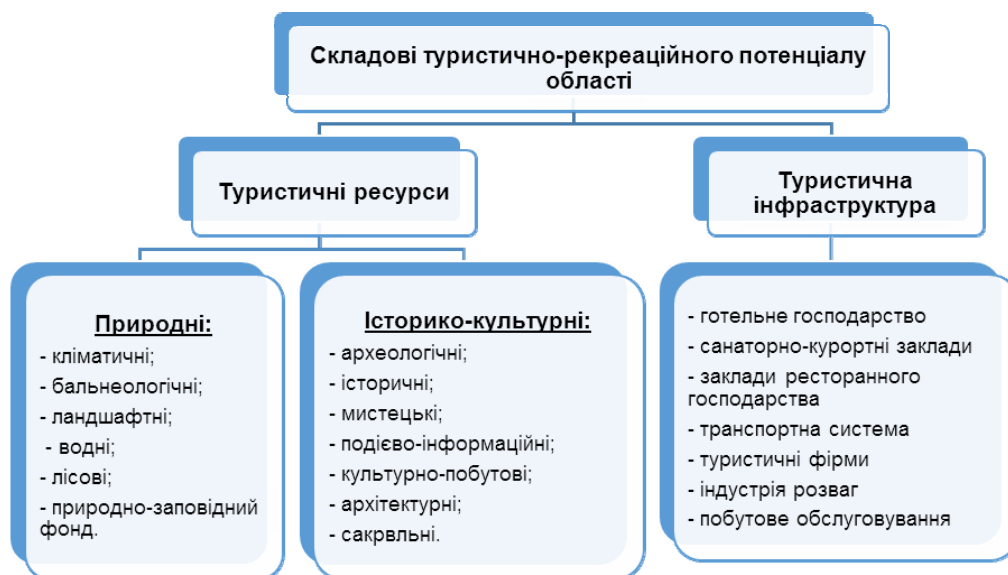 Складові туристично-рекреаційного потенціалу
області
Туристичні ресурси
Туристична
інфраструктура
Природні:
- кліматичні;
- бальнеологічні;
- ландшафтні;
- водні;
- лісові;
- природно-заповідний
фонд.
Історико-культурні:
- археологічні;
- історичні;
- мистецькі;
- подієво-інформаційні;
- культурно-побутові;
- архітектурні;
- сакрвльні.
- готельне господарство
- санаторно-курортні заклади
- заклади ресторанного
господарства
- транспортна система
- туристичні фірми
- індустрія розваг
- побутове обслуговування